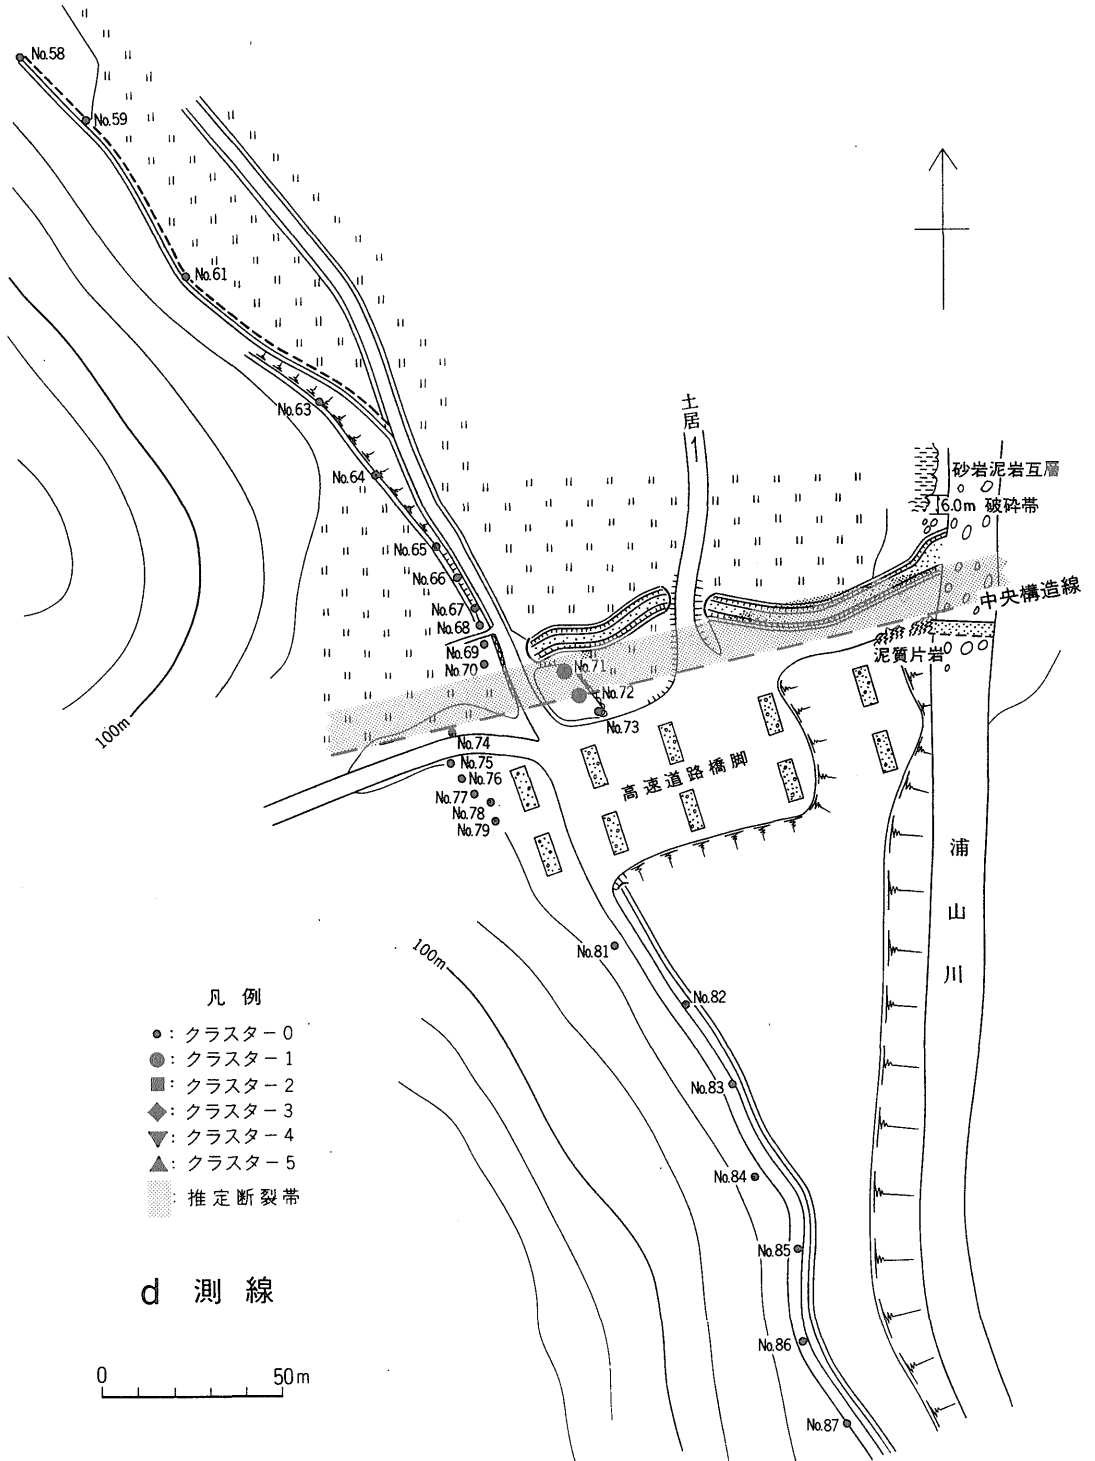 No.58
No.59
No.61
No.63
No.64
No.65
No.66
No.67
No.68
No.69
No.70
No.71
No.72
No.73
No.74
No.75
No.76
No.77
No.78
No.79
No.81
No.82
No.83
No.84
No.85
No.86
No.87
土居
砂岩泥岩互層
6.0m 破砕帯
中央構造線
泥質片岩
高速道路橋脚
浦山川
100m
100m
凡例
: クラスター0
: クラスター1
: クラスター2
: クラスター3
: クラスター4
: クラスター5
: 推定断裂帯
d 測線
0 50m